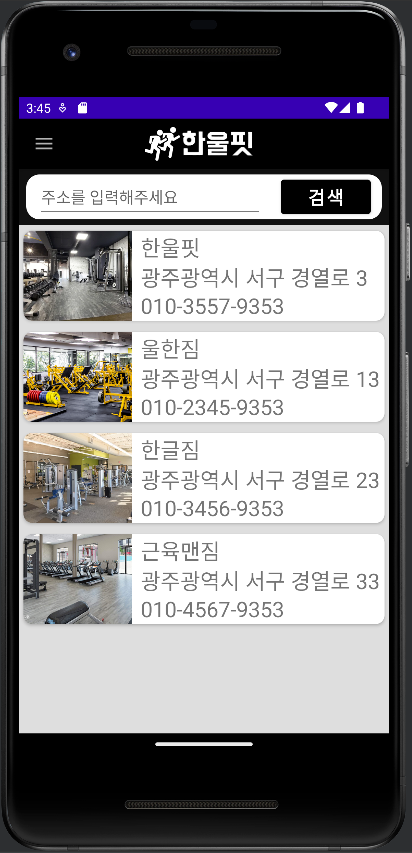 3:45
한울핏
주소를 입력해주세요
검색
한울핏
광주광역시 서구 경열로 3
010-3557-9353
울한짐
광주광역시 서구 경열로 13
010-2345-9353
한글짐
광주광역시 서구 경열로 23
010-3456-9353
근육맨짐
광주광역시 서구 경열로 33
010-4567-9353